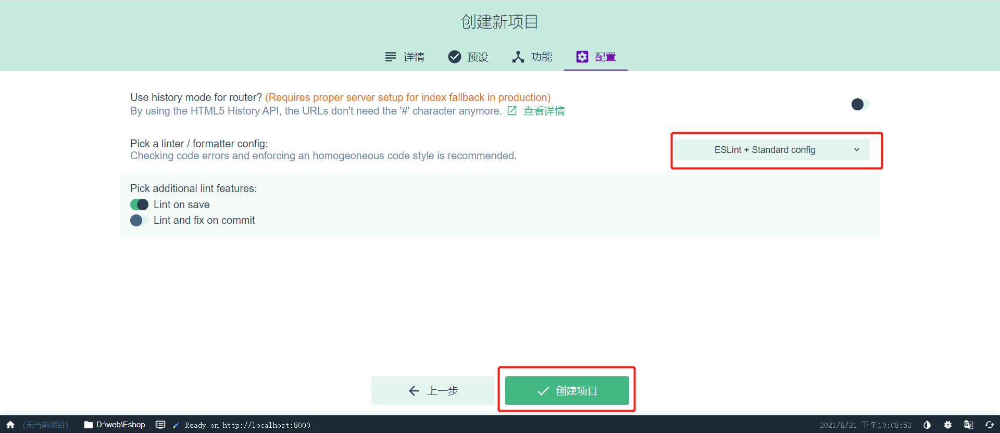 创建新项目
详情 预设 功能 配置
Use history mode for router? (Requires proper server setup for index fallback in production)
By using the HTML5 History API, the URLs don't need the '#' character anymore. 查看详情
Pick a linter / formatter config:
ESLint + Standard config
Checking code errors and enforcing an homogeoneous code style is recommended.
Pick additional lint features:
Lint on save
Lint and fix on commit
上一步 创建项目
(无当前项目) D:\web\Eshop Ready on http://localhost:8000 2021/8/21 下午10:08:53